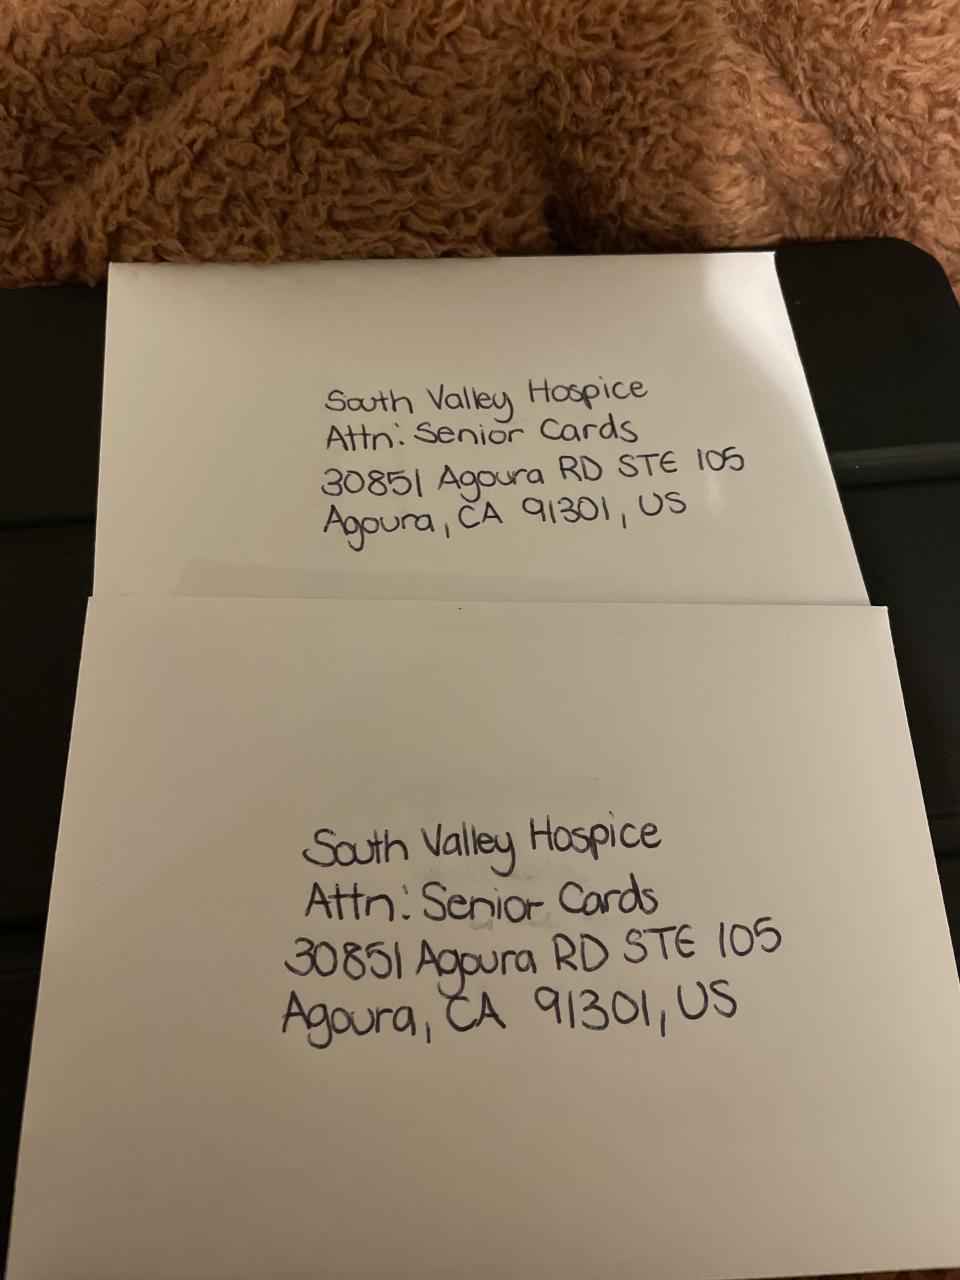 South Valley Hospice
Attn: Senior Cards
30851 Agoura RD STE 105
Agoura, CA 91301, US
South Valley Hospice
Attn: Senior Cards
30851 Agoura RD STE 105
Agoura, CA 91301, US